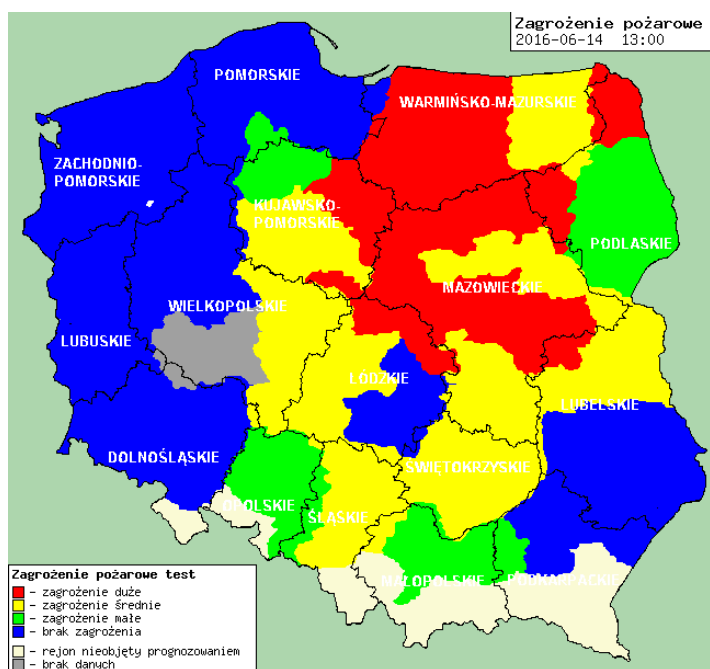 Zagrożenie pożarowe
2016-06-14 13:00
POMORSKIE
WARMIŃSKO-MAZURSKIE
ZACHODNIO-
POMORSKIE
KUJAWSKO-
POMORSKIE
PODLASKIE
MAZOWIECKIE
WIELKOPOLSKIE
LUBUSKIE
ŁÓDZKIE
LUBELSKIE
DOLNOŚLĄSKIE
ŚWIĘTOKRZYSKIE
OPOLSKIE
ŚLĄSKIE
MAŁOPOLSKIE
PODKARPACKIE
Zagrożenie pożarowe test
- zagrożenie duże
- zagrożenie średnie
- zagrożenie małe
- brak zagrożenia
- rejon nieobjęty prognozowaniem
- brak danych